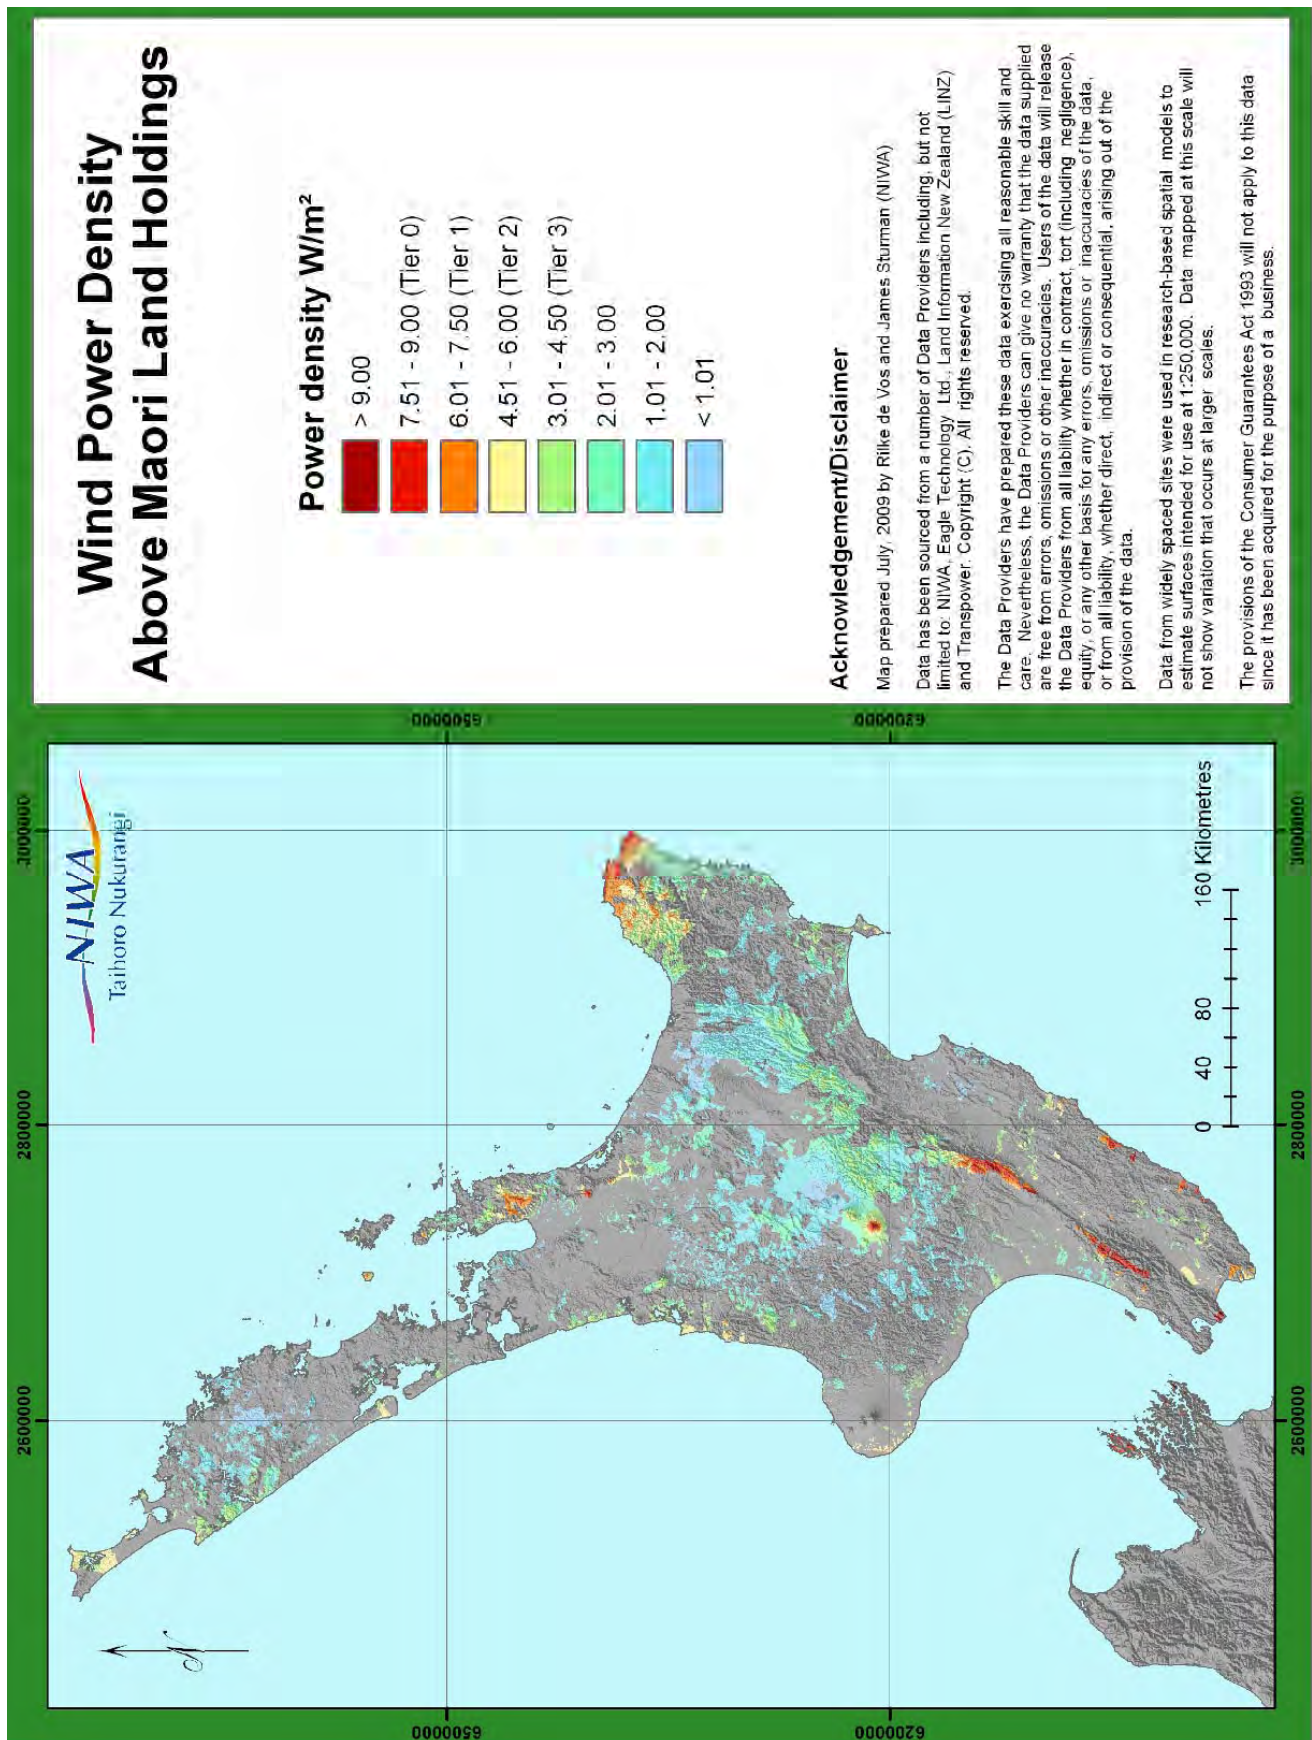 Wind Power Density
Above Maori Land Holdings
Power density W/m²
> 9.00
7.51 - 9.00 (Tier 0)
6.01 - 7.50 (Tier 1)
4.51 - 6.00 (Tier 2)
3.01 - 4.50 (Tier 3)
2.01 - 3.00
1.01 - 2.00
< 1.01
Acknowledgement/Disclaimer
Map prepared July, 2009 by Rilke de Vos and James Sturman (NIWA)
Data has been sourced from a number of Data Providers including, but not
limited to: NIWA, Eagle Technology Ltd., Land Information New Zealand (LINZ)
and Transpower. Copyright (C). All rights reserved.
The Data Providers have prepared these data exercising all reasonable skill and
care. Nevertheless, the Data Providers can give no warranty that the data supplied
are free from errors, omissions or other inaccuracies. Users of the data will release
the Data Providers from all liability whether in contract, tort (including negligence),
equity, or any other basis for any errors, omissions or inaccuracies of the data,
or from all liability, whether direct, indirect or consequential, arising out of the
provision of the data.
Data from widely spaced sites were used in research-based spatial models to
estimate surfaces intended for use at 1:250,000. Data mapped at this scale will
not show variation that occurs at larger scales.
The provisions of the Consumer Guarantees Act 1993 will not apply to this data
since it has been acquired for the purpose of a business.
NIWA
Taihoro Nukurangi
N
2600000
2800000
3000000
6500000
6200000
6500000
6200000
0 40 80 160 Kilometres
2600000
2800000
3000000